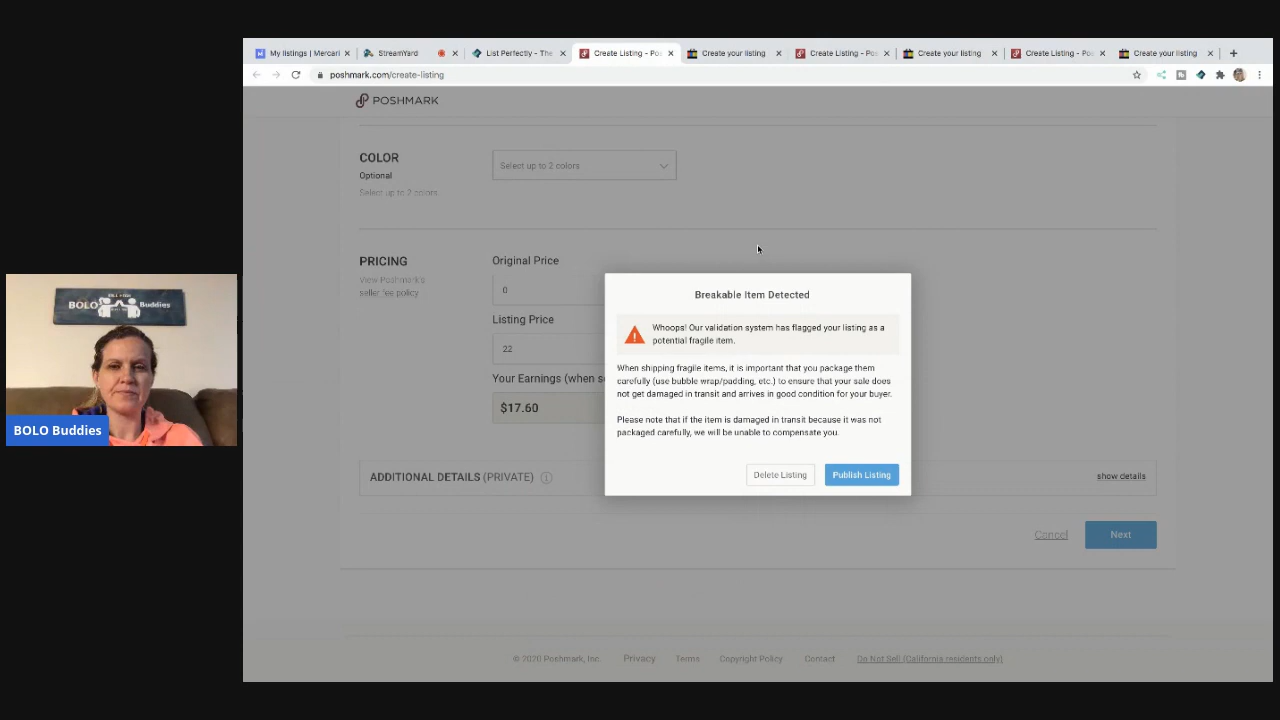 My listings | Mercari
StreamYard
List Perfectly - The
Create Listing - Pos
Create your listing
Create Listing - Pos
Create your listing
Create Listing - Pos
Create your listing
poshmark.com/create-listing
POSHMARK
COLOR
Optional
Select up to 2 colors
Select up to 2 colors
PRICING
View Poshmark's
seller fee policy
Original Price
0
Listing Price
22
Your Earnings (when so
$17.60
Breakable Item Detected
Whoops! Our validation system has flagged your listing as a
potential fragile item.
When shipping fragile items, it is important that you package them
carefully (use bubble wrap/padding, etc.) to ensure that your sale does
not get damaged in transit and arrives in good condition for your buyer.
Please note that if the item is damaged in transit because it was not
packaged carefully, we will be unable to compensate you.
Delete Listing
Publish Listing
ADDITIONAL DETAILS (PRIVATE)
show details
Cancel
Next
© 2020 Poshmark, Inc.
Privacy
Terms
Copyright Policy
Contact
Do Not Sell (California residents only)
BOLO Buddies
BOLO Buddies